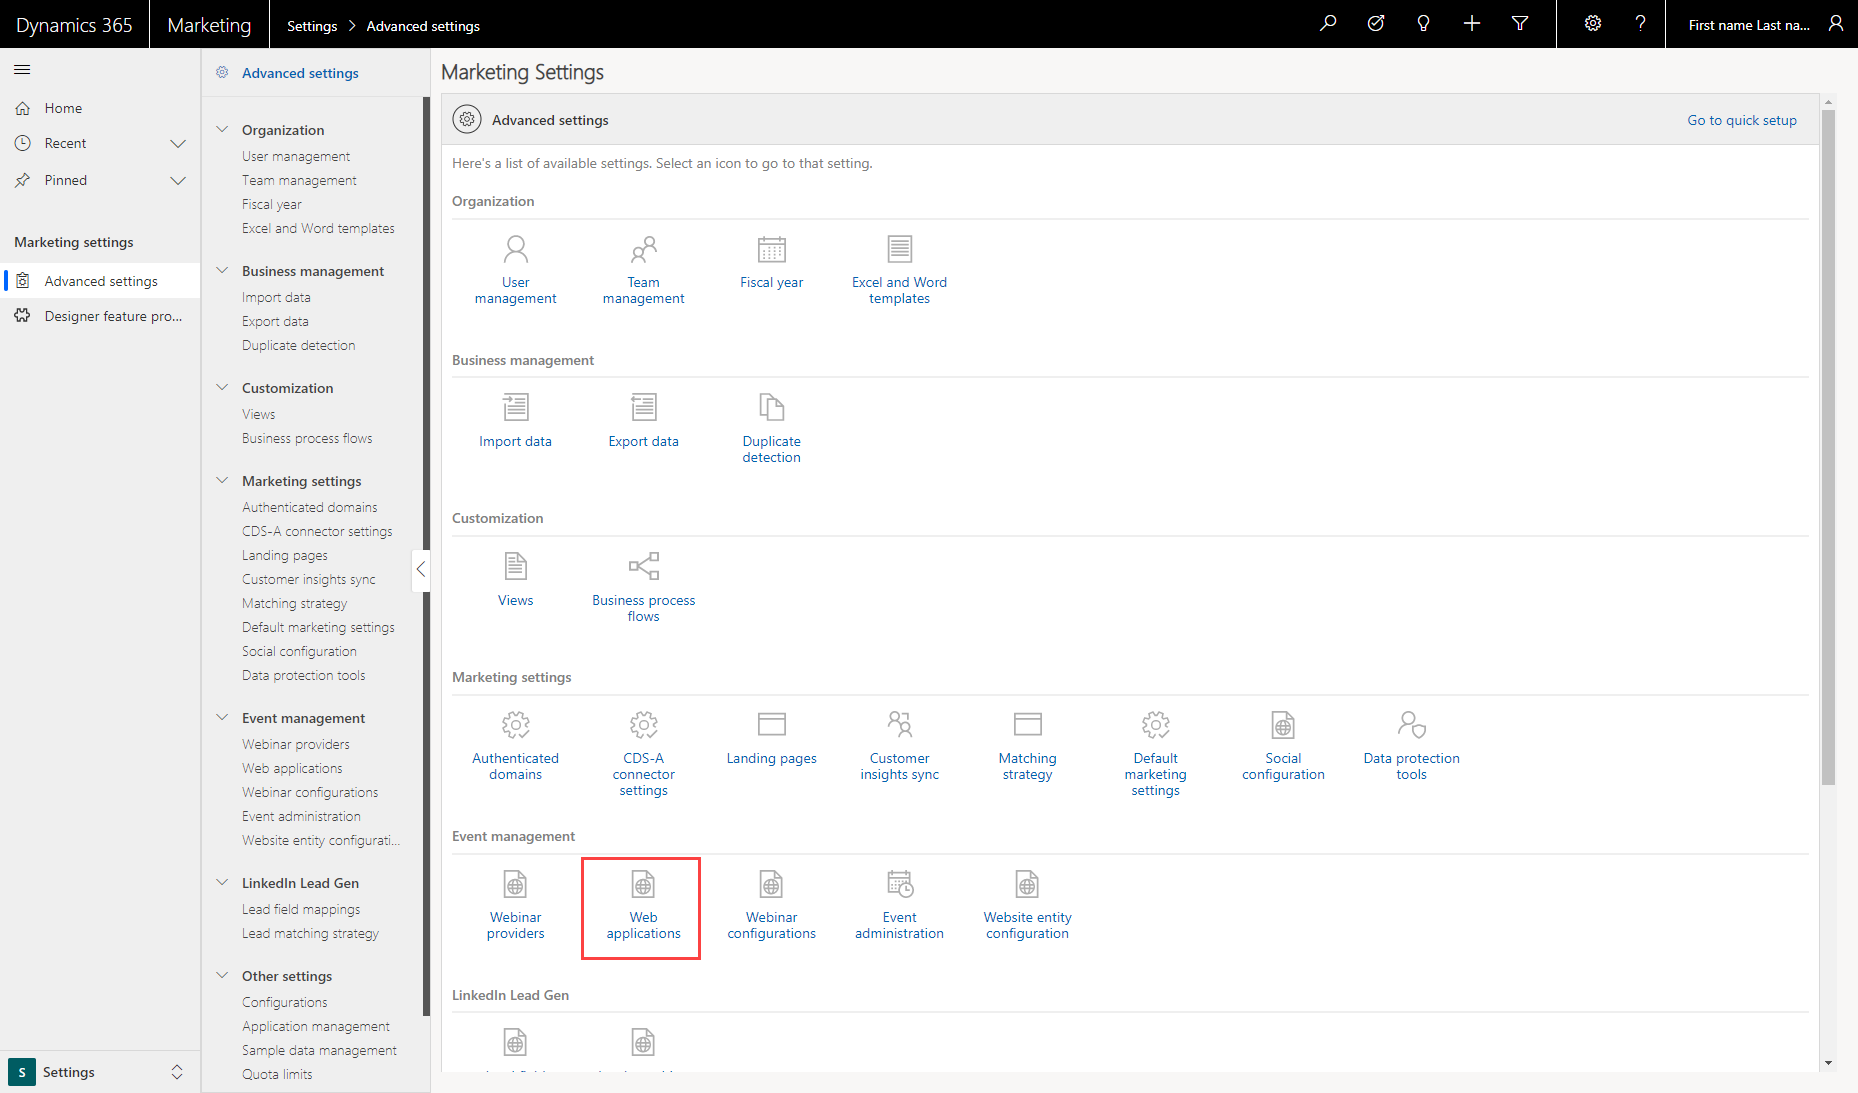 Dynamics 365
Marketing
Settings > Advanced settings
First name Last na...
Home
Recent
Pinned
Marketing settings
Advanced settings
Designer feature pro...
S
Settings
Advanced settings
Organization
User management
Team management
Fiscal year
Excel and Word templates
Business management
Import data
Export data
Duplicate detection
Customization
Views
Business process flows
Marketing settings
Authenticated domains
CDS-A connector settings
Landing pages
Customer insights sync
Matching strategy
Default marketing settings
Social configuration
Data protection tools
Event management
Webinar providers
Web applications
Webinar configurations
Event administration
Website entity configurati...
LinkedIn Lead Gen
Lead field mappings
Lead matching strategy
Other settings
Configurations
Application management
Sample data management
Quota limits
Marketing Settings
Advanced settings
Go to quick setup
Here's a list of available settings. Select an icon to go to that setting.
Organization
User
management
Team
management
Fiscal year
Excel and Word
templates
Business management
Import data
Export data
Duplicate
detection
Customization
Views
Business process
flows
Marketing settings
Authenticated
domains
CDS-A
connector
settings
Landing pages
Customer
insights sync
Matching
strategy
Default
marketing
settings
Social
configuration
Data protection
tools
Event management
Webinar
providers
Web
applications
Webinar
configurations
Event
administration
Website entity
configuration
LinkedIn Lead Gen